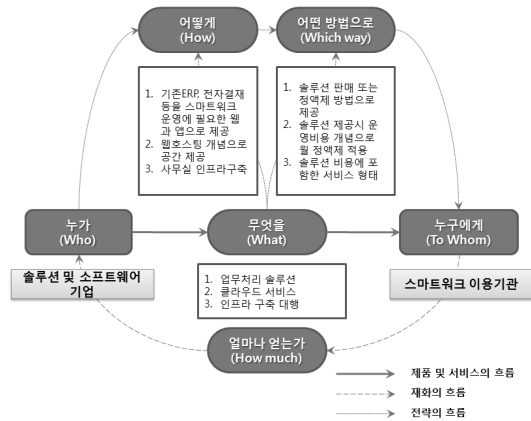 어떻게
(How)
어떤 방법으로
(Which way)
1. 기존ERP, 전자결재
등을 스마트워크
운영에 필요한 웹
과 앱으로 제공
2. 웹호스팅 개념으로
공간 제공
3. 사무실 인프라구축
1. 솔루션 판매 또는
정액제 방법으로
제공
2. 솔루션 제공시 운
영비용 개념으로
월 정액제 적용
3. 솔루션 비용에 포
함한 서비스 형태
누가
(Who)
무엇을
(What)
누구에게
(To Whom)
솔루션 및 소프트웨어
기업
1. 업무처리 솔루션
2. 클라우드 서비스
3. 인프라 구축 대행
스마트워크 이용기관
얼마나 얻는가
(How much)
제품 및 서비스의 흐름
재화의 흐름
전략의 흐름